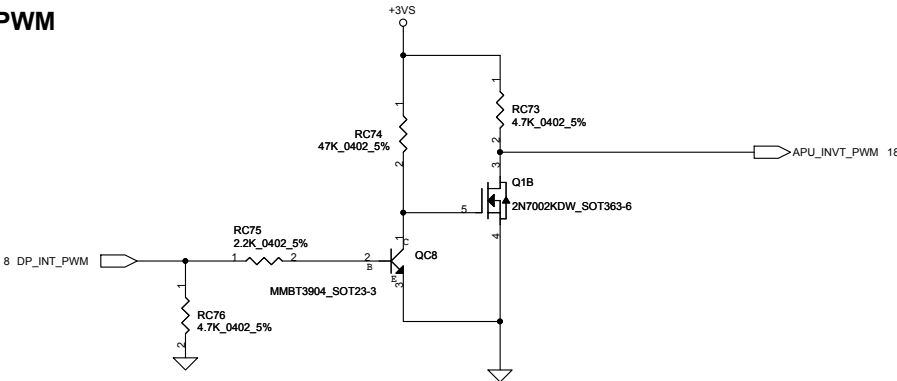 PWM
+3VS
1
1
RC73
4.7K_0402_5%
RC74
47K_0402_5%
2
2
3
APU_INVT_PWM 18
Q1B
2N7002KDW_SOT363-6
5
4
RC75
2.2K_0402_5%
1
C
8 DP_INT_PWM
1
2
2
B
QC8
E
3
MMBT3904_SOT23-3
1
RC76
4.7K_0402_5%
2